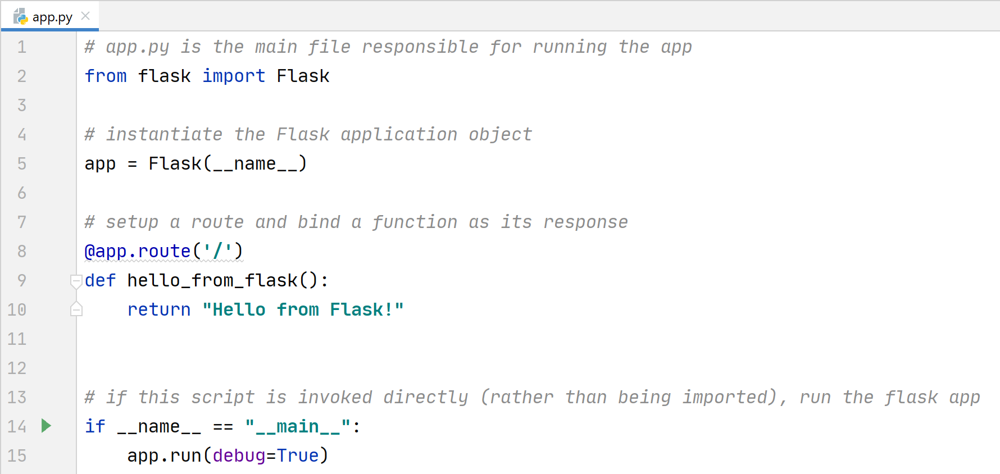 app.py
1 # app.py is the main file responsible for running the app
2 from flask import Flask
3
4 # instantiate the Flask application object
5 app = Flask(__name__)
6
7 # setup a route and bind a function as its response
8 @app.route('/')
9 def hello_from_flask():
10     return "Hello from Flask!"
11
12
13 # if this script is invoked directly (rather than being imported), run the flask app
14 if __name__ == "__main__":
15     app.run(debug=True)